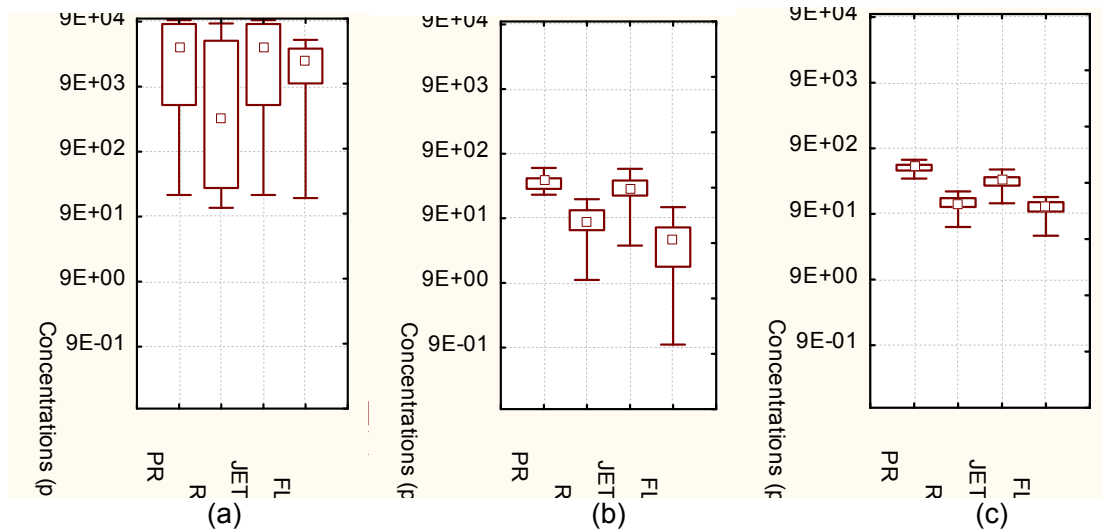 9E+04
9E+03
9E+02
9E+01
9E+00
9E-01
Concentrations (p
PR
R
JET
FL
(a)
9E+04
9E+03
9E+02
9E+01
9E+00
9E-01
Concentrations (p
PR
R
JET
FL
(b)
9E+04
9E+03
9E+02
9E+01
9E+00
9E-01
Concentrations (p
PR
R
JET
FL
(c)